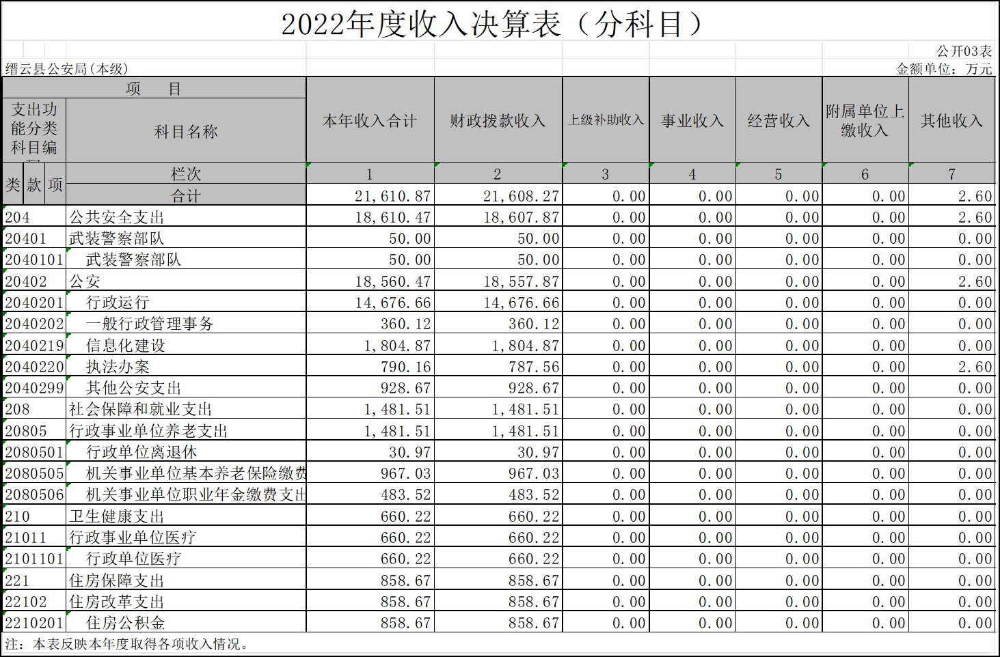 2022年度收入决算表（分科目）
公开03表
缙云县公安局(本级) 金额单位：万元
项 目 本年收入合计 财政拨款收入 上级补助收入 事业收入 经营收入 附属单位上缴收入 其他收入
支出功能分类科目编 科目名称
类 款 项 栏次 1 2 3 4 5 6 7
合计 21,610.87 21,608.27 0.00 0.00 0.00 0.00 2.60
204 公共安全支出 18,610.47 18,607.87 0.00 0.00 0.00 0.00 2.60
20401 武装警察部队 50.00 50.00 0.00 0.00 0.00 0.00 0.00
2040101 武装警察部队 50.00 50.00 0.00 0.00 0.00 0.00 0.00
20402 公安 18,560.47 18,557.87 0.00 0.00 0.00 0.00 2.60
2040201 行政运行 14,676.66 14,676.66 0.00 0.00 0.00 0.00 0.00
2040202 一般行政管理事务 360.12 360.12 0.00 0.00 0.00 0.00 0.00
2040219 信息化建设 1,804.87 1,804.87 0.00 0.00 0.00 0.00 0.00
2040220 执法办案 790.16 787.56 0.00 0.00 0.00 0.00 2.60
2040299 其他公安支出 928.67 928.67 0.00 0.00 0.00 0.00 0.00
208 社会保障和就业支出 1,481.51 1,481.51 0.00 0.00 0.00 0.00 0.00
20805 行政事业单位养老支出 1,481.51 1,481.51 0.00 0.00 0.00 0.00 0.00
2080501 行政单位离退休 30.97 30.97 0.00 0.00 0.00 0.00 0.00
2080505 机关事业单位基本养老保险缴费 967.03 967.03 0.00 0.00 0.00 0.00 0.00
2080506 机关事业单位职业年金缴费支出 483.52 483.52 0.00 0.00 0.00 0.00 0.00
210 卫生健康支出 660.22 660.22 0.00 0.00 0.00 0.00 0.00
21011 行政事业单位医疗 660.22 660.22 0.00 0.00 0.00 0.00 0.00
2101101 行政单位医疗 660.22 660.22 0.00 0.00 0.00 0.00 0.00
221 住房保障支出 858.67 858.67 0.00 0.00 0.00 0.00 0.00
22102 住房改革支出 858.67 858.67 0.00 0.00 0.00 0.00 0.00
2210201 住房公积金 858.67 858.67 0.00 0.00 0.00 0.00 0.00
注：本表反映本年度取得各项收入情况。